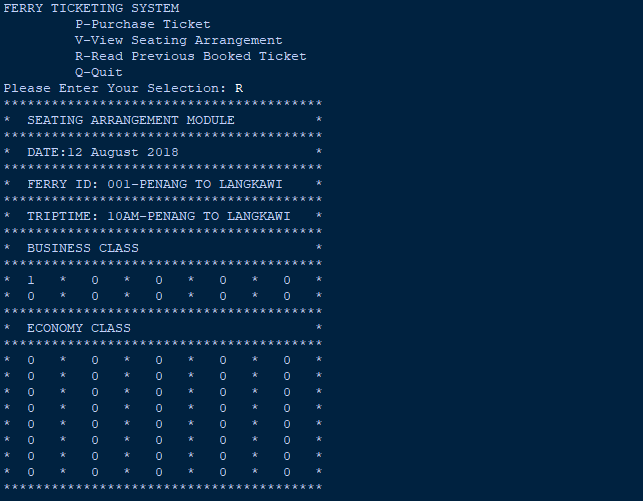 FERRY TICKETING SYSTEM
         P-Purchase Ticket
         V-View Seating Arrangement
         R-Read Previous Booked Ticket
         Q-Quit
Please Enter Your Selection: R
****************************************
*  SEATING ARRANGEMENT MODULE          *
****************************************
*  DATE:12 August 2018                 *
****************************************
*  FERRY ID: 001-PENANG TO LANGKAWI    *
****************************************
*  TRIPTIME: 10AM-PENANG TO LANGKAWI   *
****************************************
*  BUSINESS CLASS                      *
****************************************
*  1   *   0   *   0   *   0   *   0   *
*  0   *   0   *   0   *   0   *   0   *
****************************************
*  ECONOMY CLASS                       *
****************************************
*  0   *   0   *   0   *   0   *   0   *
*  0   *   0   *   0   *   0   *   0   *
*  0   *   0   *   0   *   0   *   0   *
*  0   *   0   *   0   *   0   *   0   *
*  0   *   0   *   0   *   0   *   0   *
*  0   *   0   *   0   *   0   *   0   *
*  0   *   0   *   0   *   0   *   0   *
*  0   *   0   *   0   *   0   *   0   *
****************************************